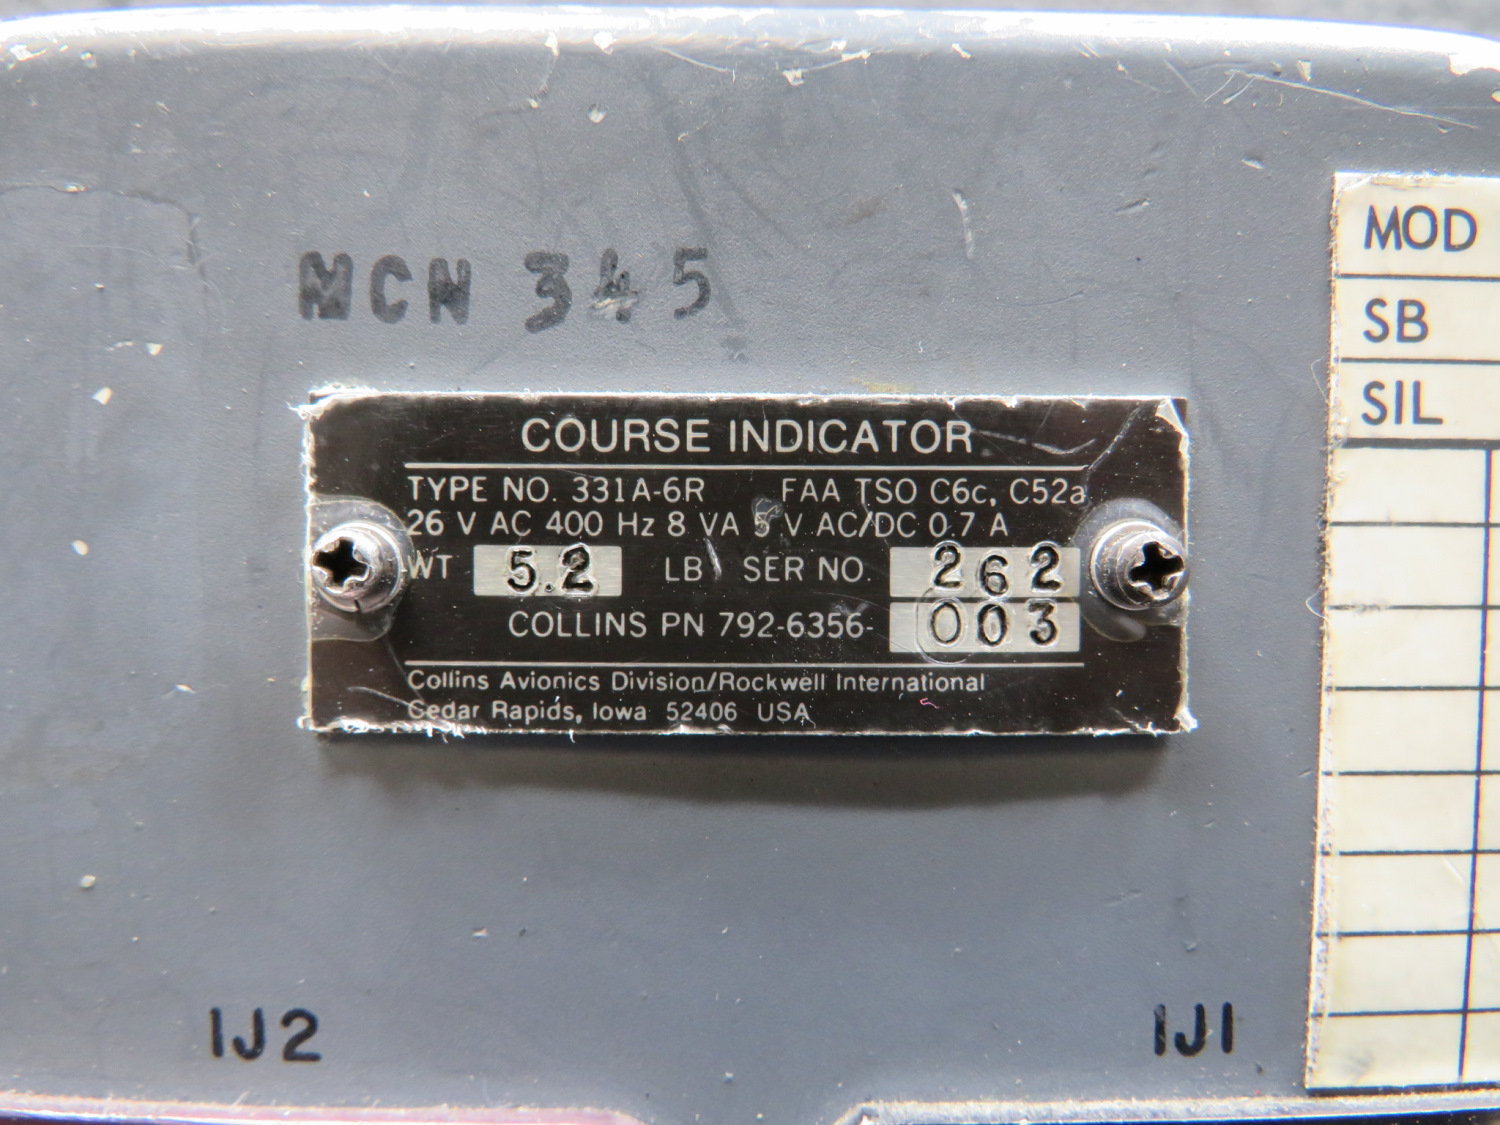 MCN 345
MOD
SB
SIL
COURSE INDICATOR
TYPE NO. 331A-6R FAA TSO C6c, C52a
26 V AC 400 Hz 8 VA 5 V AC/DC 0.7 A
WT 5.2 LB SER NO. 262
COLLINS PN 792-6356-003
Collins Avionics Division/Rockwell International
Cedar Rapids, Iowa 52406 USA
1J2
1J1